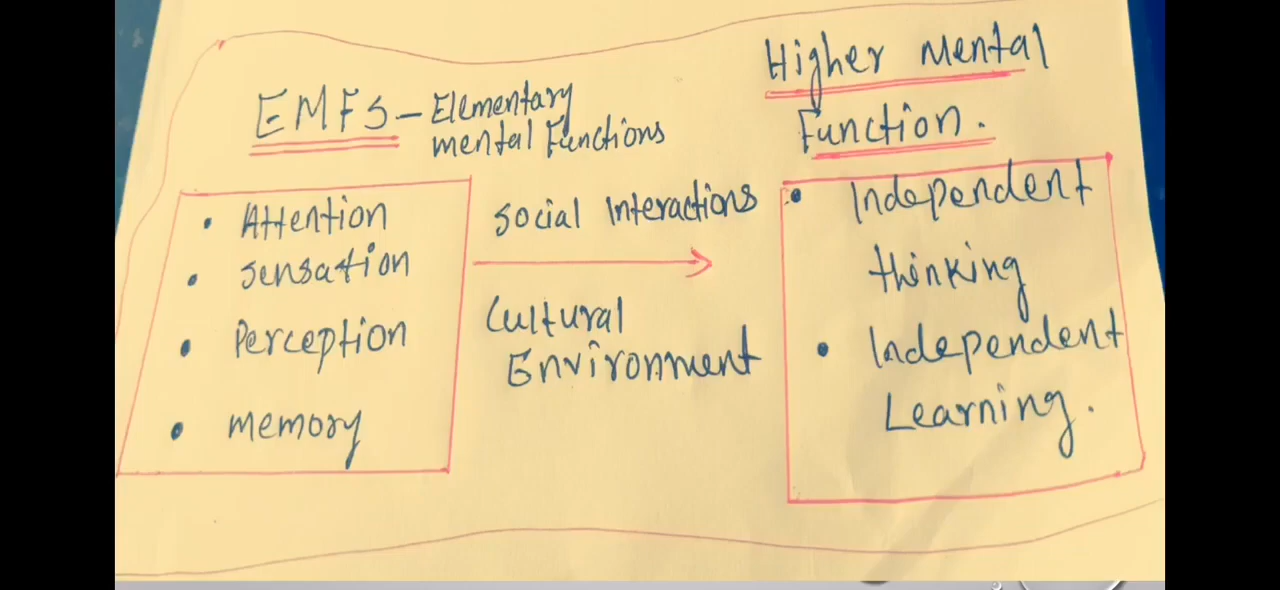 EMFS – Elementary
mental Functions
• Attention
• Sensation
• Perception
• memory
Social Interactions
Cultural
Environment
Higher Mental
Function.
• Independent
thinking
• Independent
Learning.